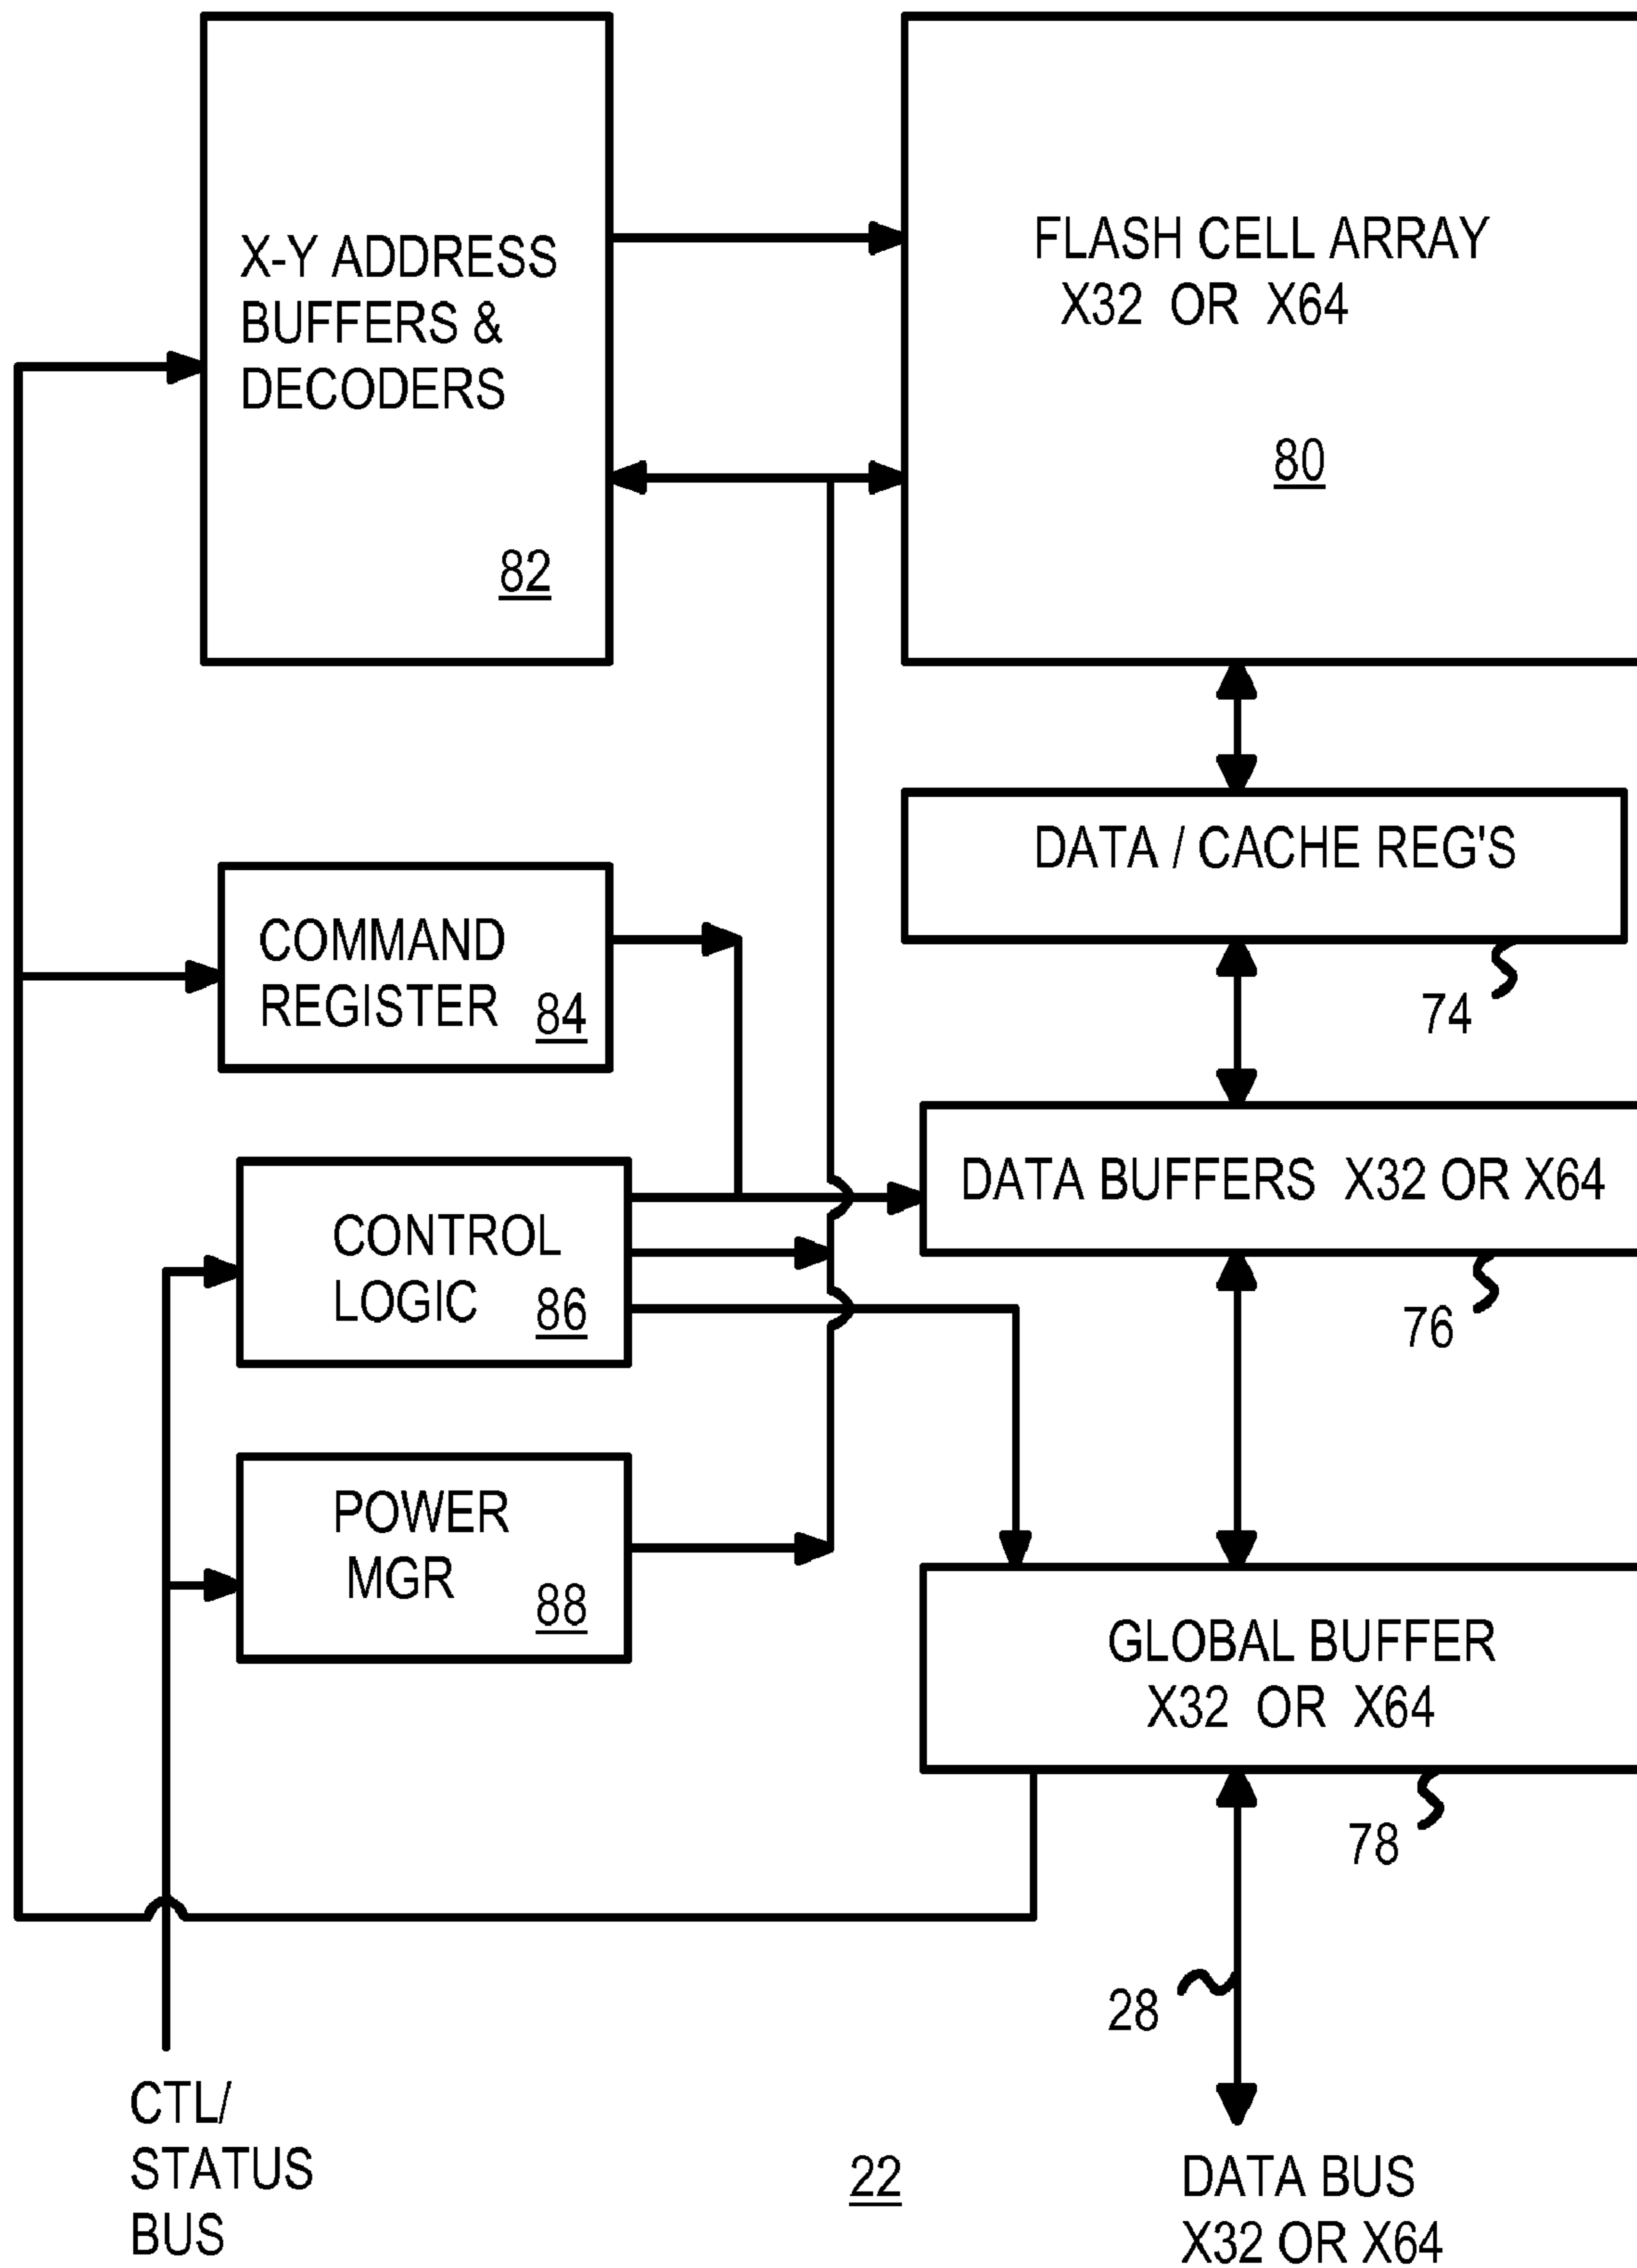 X-Y ADDRESS
BUFFERS &
DECODERS
82
FLASH CELL ARRAY
X32 OR X64
80
DATA / CACHE REG'S
74
COMMAND
REGISTER 84
DATA BUFFERS X32 OR X64
76
CONTROL
LOGIC 86
POWER
MGR 88
GLOBAL BUFFER
X32 OR X64
78
28
CTL/
STATUS
BUS
22
DATA BUS
X32 OR X64